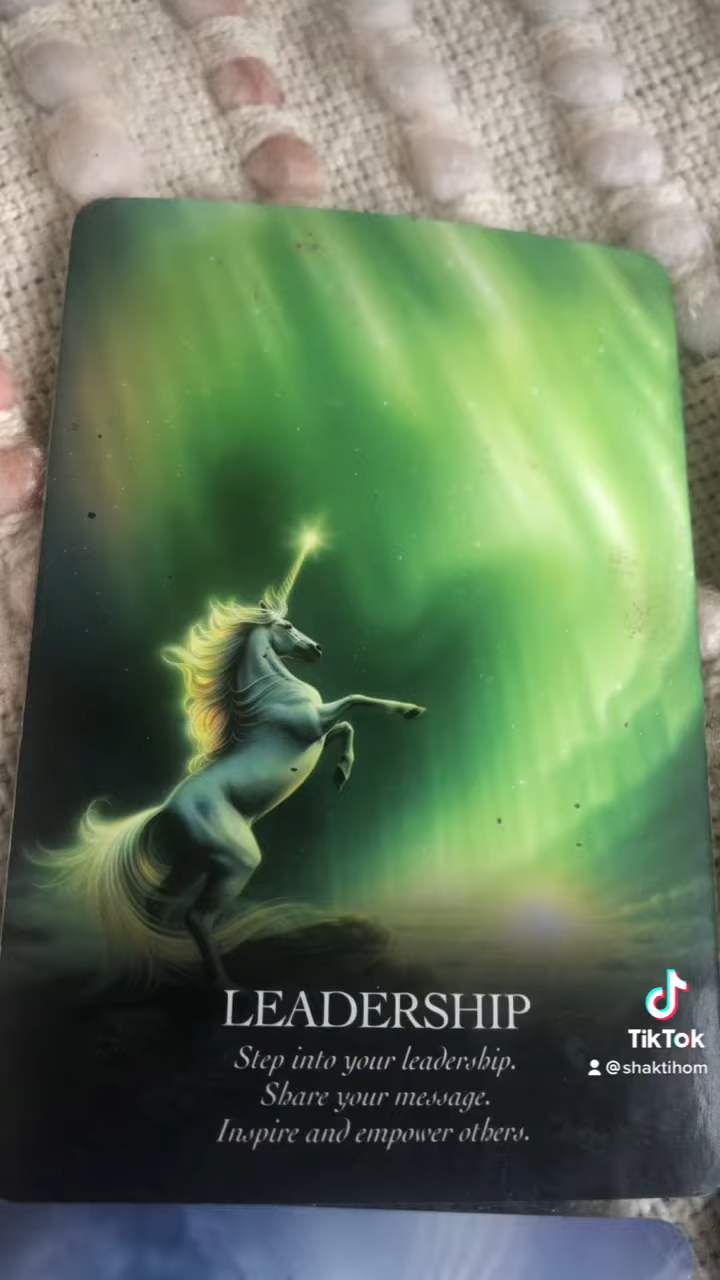 LEADERSHIP
Step into your leadership.
Share your message.
Inspire and empower others.
TikTok
@shaktihom